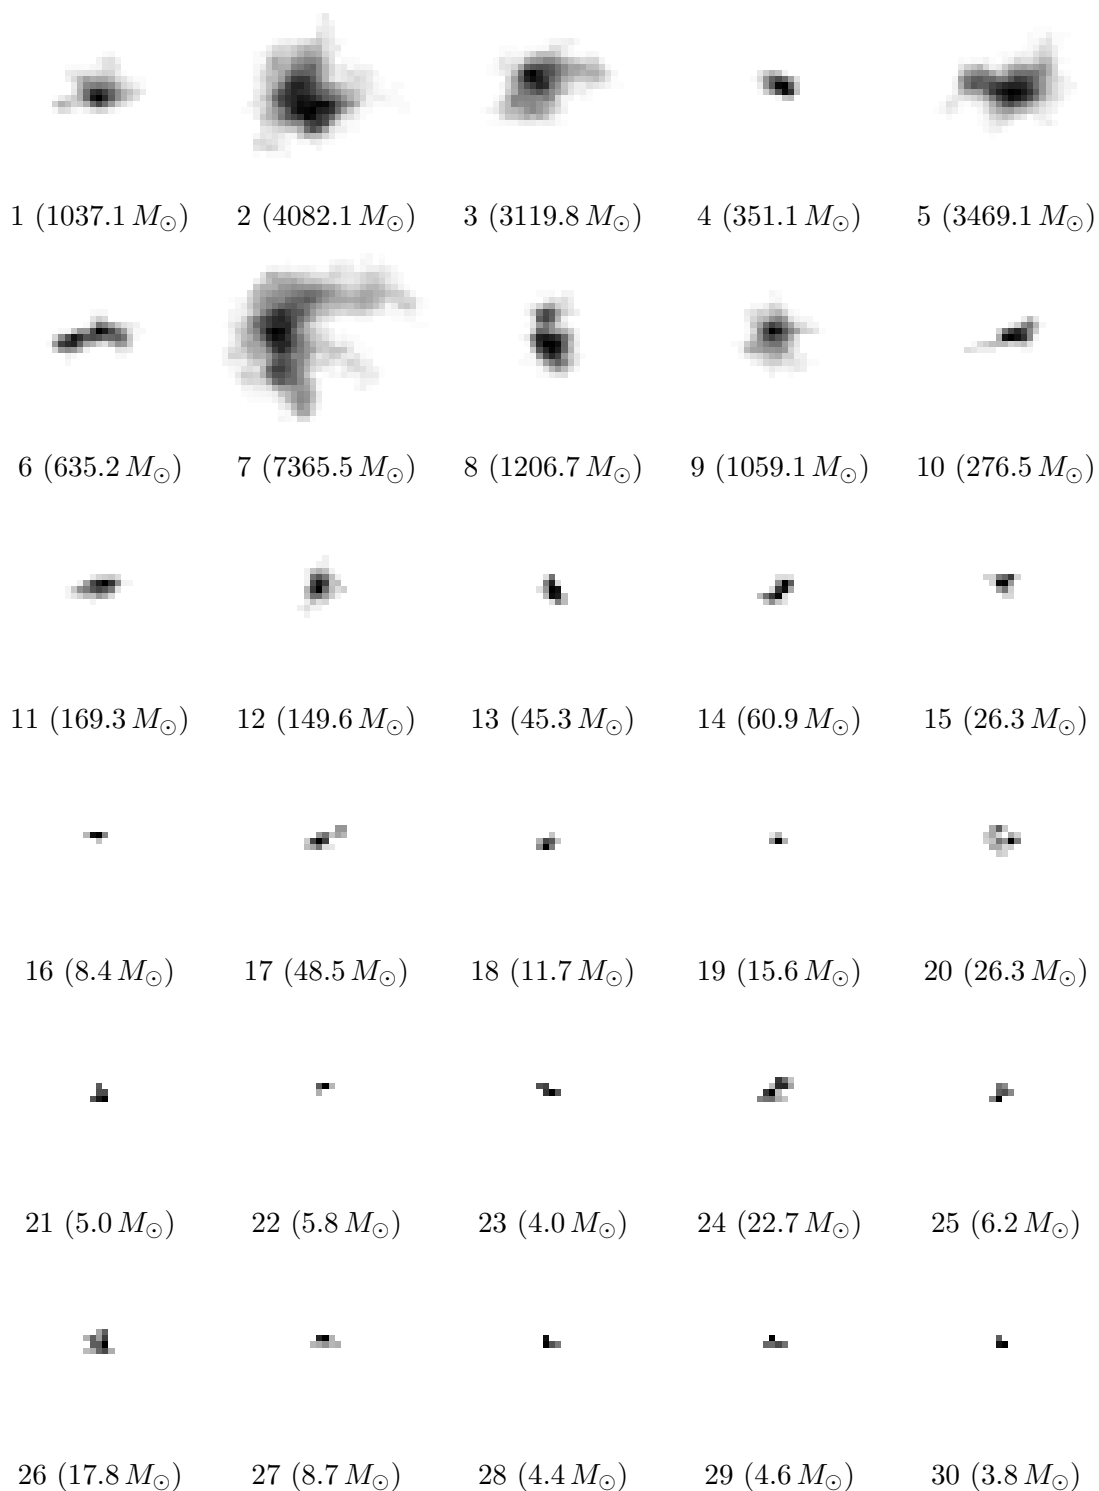 1 (1037.1 M⊙) 2 (4082.1 M⊙) 3 (3119.8 M⊙) 4 (351.1 M⊙) 5 (3469.1 M⊙)
6 (635.2 M⊙) 7 (7365.5 M⊙) 8 (1206.7 M⊙) 9 (1059.1 M⊙) 10 (276.5 M⊙)
11 (169.3 M⊙) 12 (149.6 M⊙) 13 (45.3 M⊙) 14 (60.9 M⊙) 15 (26.3 M⊙)
16 (8.4 M⊙) 17 (48.5 M⊙) 18 (11.7 M⊙) 19 (15.6 M⊙) 20 (26.3 M⊙)
21 (5.0 M⊙) 22 (5.8 M⊙) 23 (4.0 M⊙) 24 (22.7 M⊙) 25 (6.2 M⊙)
26 (17.8 M⊙) 27 (8.7 M⊙) 28 (4.4 M⊙) 29 (4.6 M⊙) 30 (3.8 M⊙)